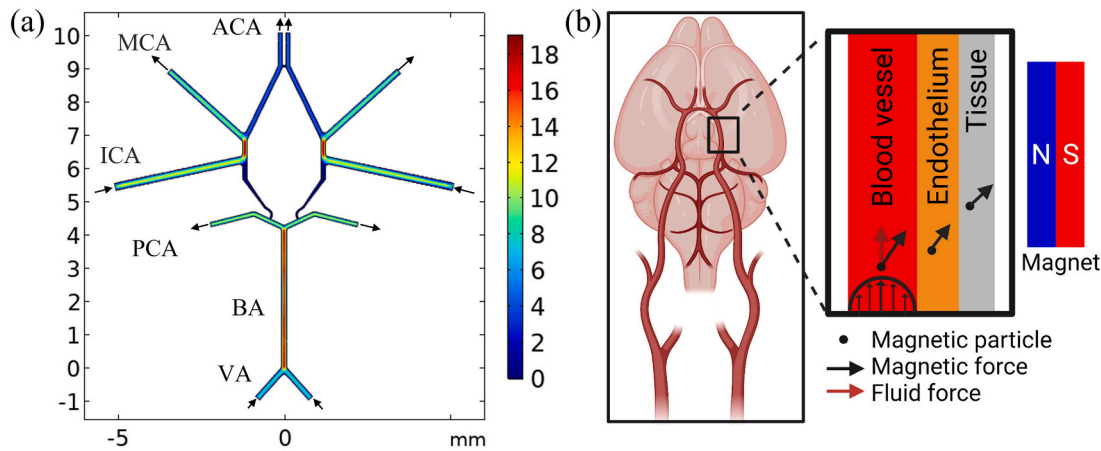 (a)
ACA
MCA
ICA
PCA
BA
VA
10
9
8
7
6
5
4
3
2
1
0
-1
-5
0
mm
18
16
14
12
10
8
6
4
2
0
(b)
Blood vessel
Endothelium
Tissue
N S
Magnet
Magnetic particle
Magnetic force
Fluid force